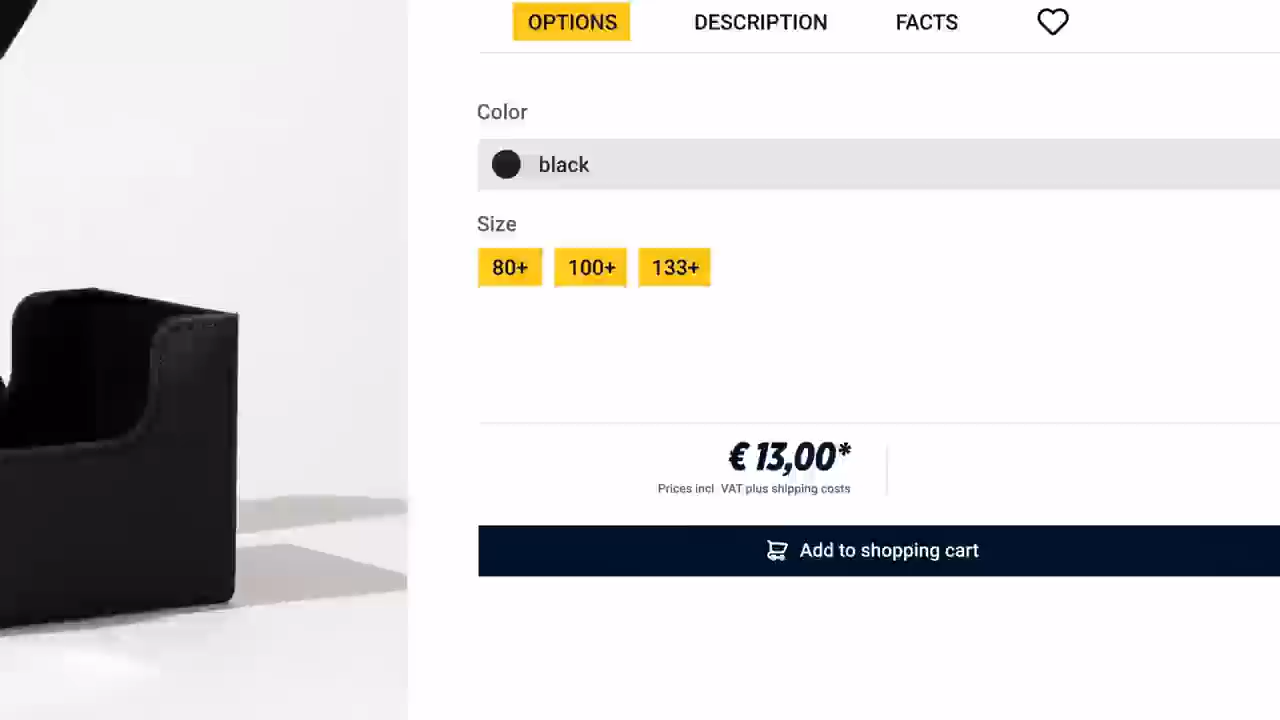 OPTIONS DESCRIPTION FACTS
Color
black
Size
80+ 100+ 133+
€ 13,00*
Prices incl VAT plus shipping costs
Add to shopping cart